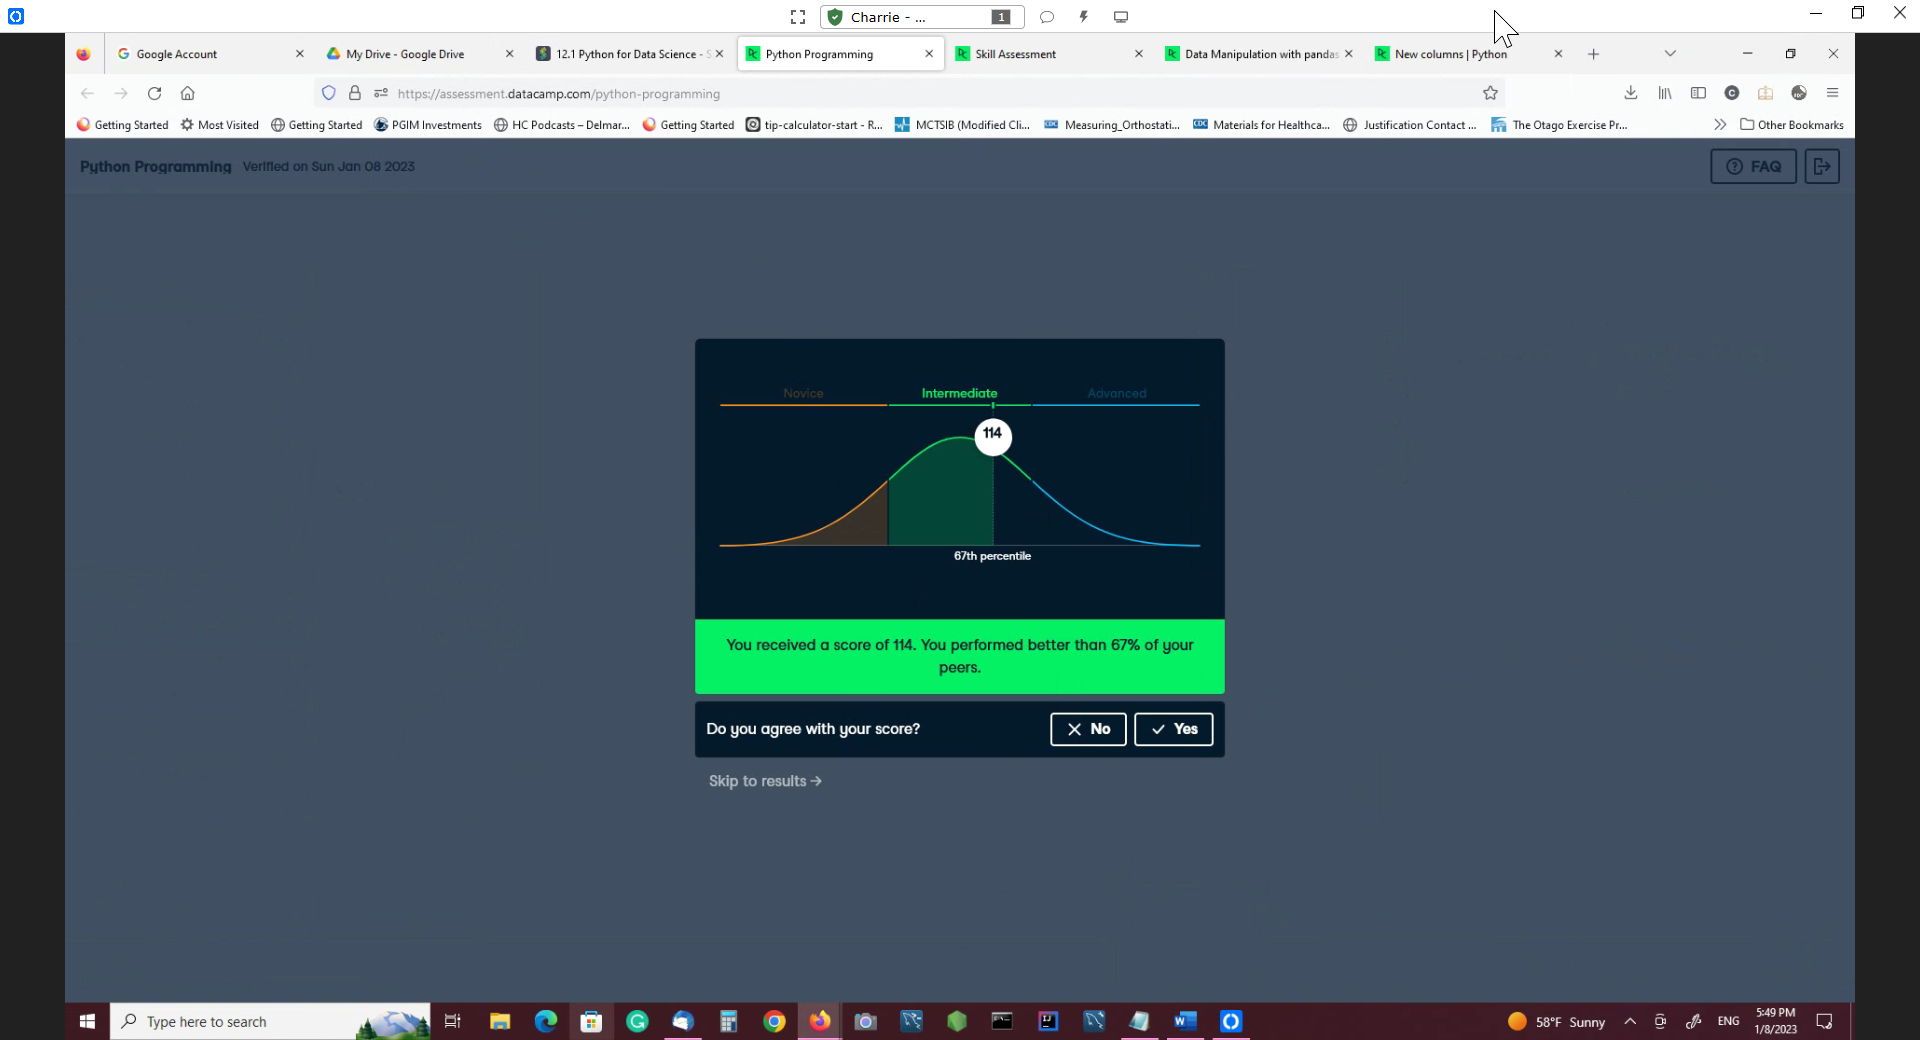 Charrie - ...
1
Google Account
My Drive - Google Drive
12.1 Python for Data Science - S
Python Programming
Skill Assessment
Data Manipulation with pandas
New columns | Python
https://assessment.datacamp.com/python-programming
Getting Started
Most Visited
Getting Started
PGIM Investments
HC Podcasts – Delmar...
Getting Started
tip-calculator-start - R...
MCTSIB (Modified Cli...
Measuring_Orthostati...
Materials for Healthca...
Justification Contact ...
The Otago Exercise Pr...
Other Bookmarks
Python Programming Verified on Sun Jan 08 2023
FAQ
Novice
Intermediate
Advanced
114
67th percentile
You received a score of 114. You performed better than 67% of your
peers.
Do you agree with your score?
No
Yes
Skip to results
Type here to search
58°F Sunny
ENG
5:49 PM
1/8/2023